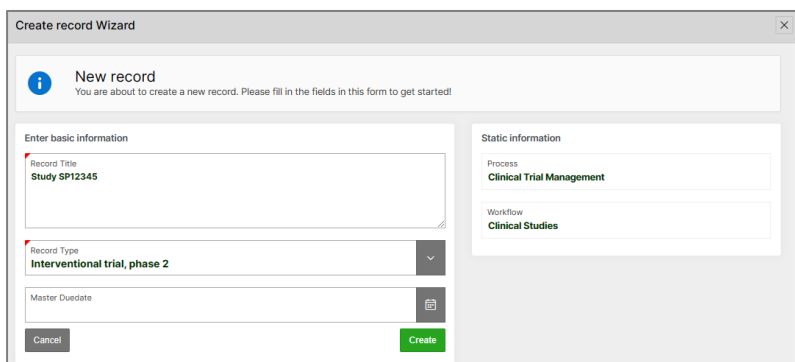 Create record Wizard
New record
You are about to create a new record. Please fill in the fields in this form to get started!
Enter basic information
Record Title
Study SP12345
Record Type
Interventional trial, phase 2
Master Duedate
Cancel
Create
Static information
Process
Clinical Trial Management
Workflow
Clinical Studies